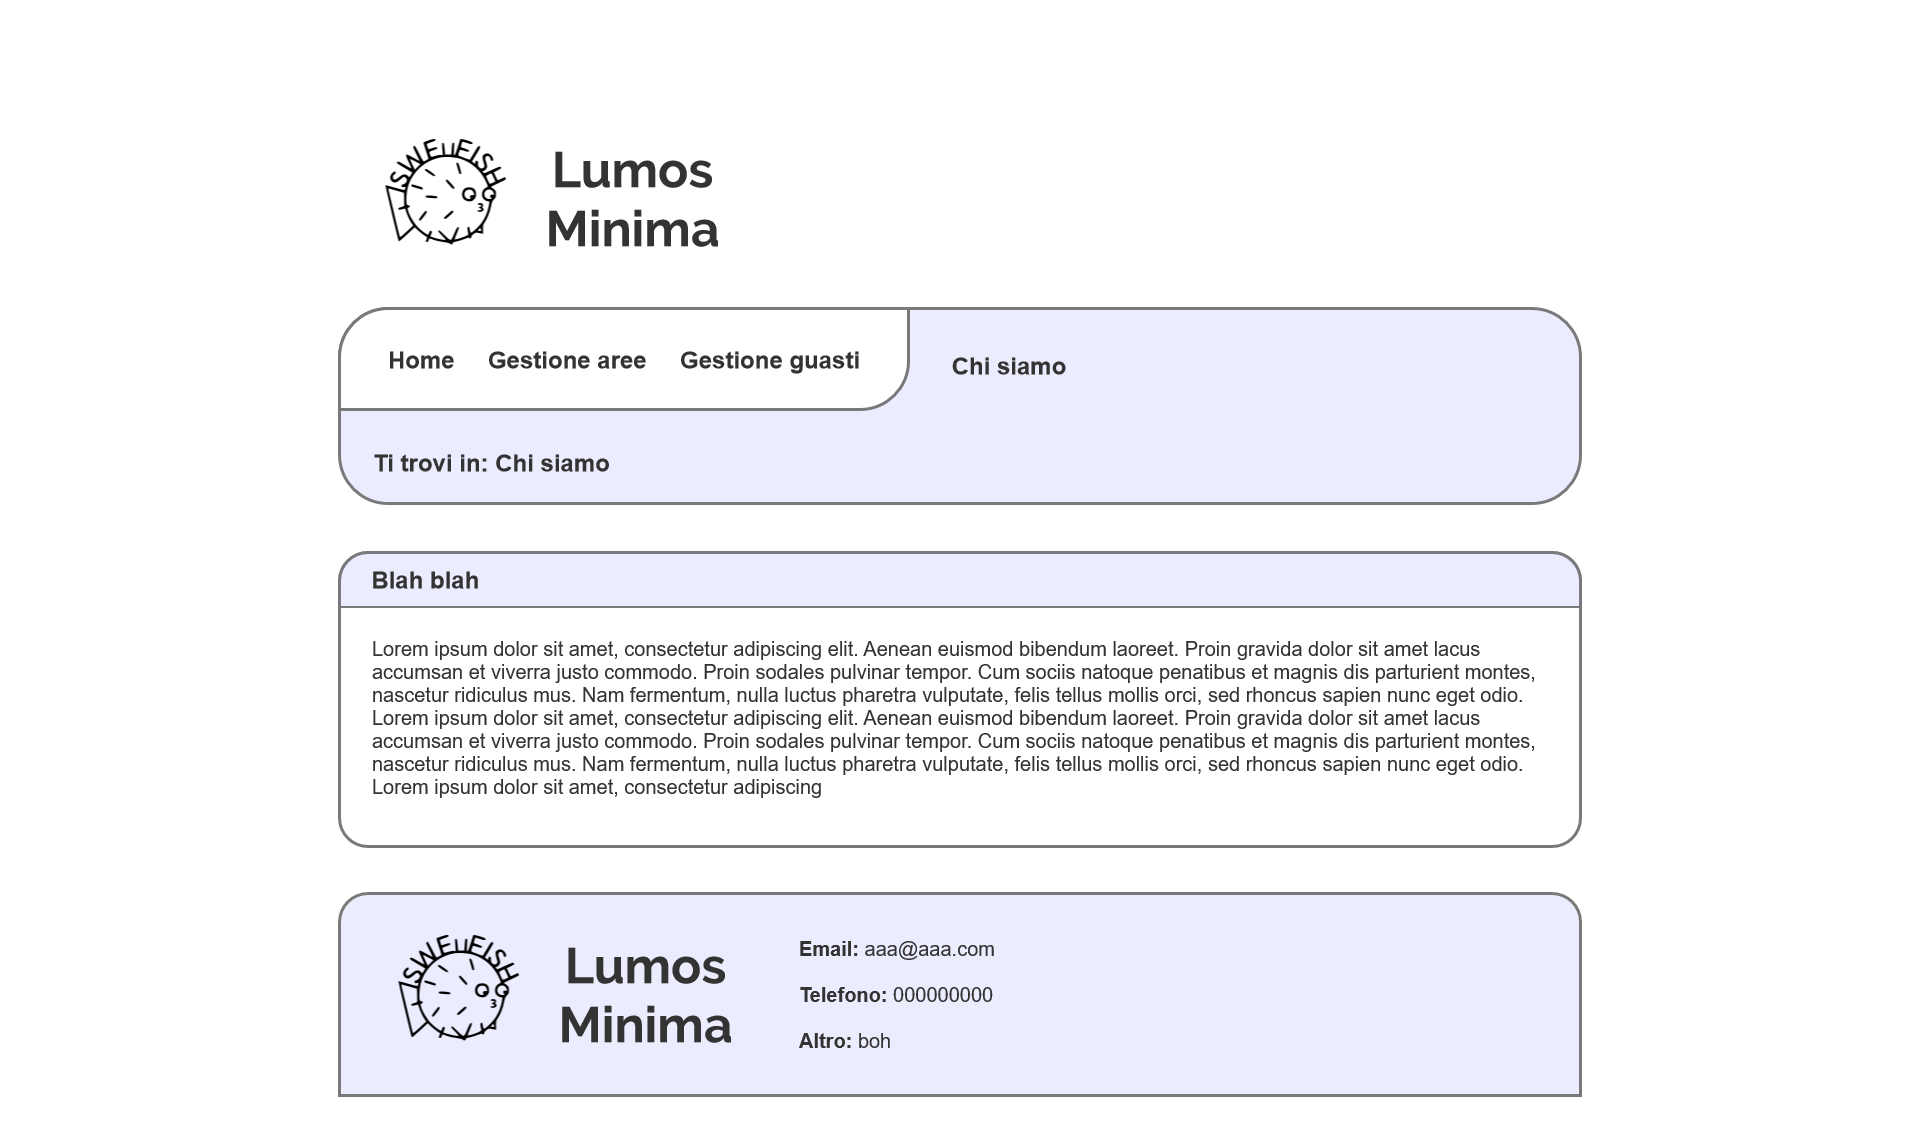 SWEUFISH
Lumos
Minima
Home Gestione aree Gestione guasti Chi siamo
Ti trovi in: Chi siamo
Blah blah
Lorem ipsum dolor sit amet, consectetur adipiscing elit. Aenean euismod bibendum laoreet. Proin gravida dolor sit amet lacus
accumsan et viverra justo commodo. Proin sodales pulvinar tempor. Cum sociis natoque penatibus et magnis dis parturient montes,
nascetur ridiculus mus. Nam fermentum, nulla luctus pharetra vulputate, felis tellus mollis orci, sed rhoncus sapien nunc eget odio.
Lorem ipsum dolor sit amet, consectetur adipiscing elit. Aenean euismod bibendum laoreet. Proin gravida dolor sit amet lacus
accumsan et viverra justo commodo. Proin sodales pulvinar tempor. Cum sociis natoque penatibus et magnis dis parturient montes,
nascetur ridiculus mus. Nam fermentum, nulla luctus pharetra vulputate, felis tellus mollis orci, sed rhoncus sapien nunc eget odio.
Lorem ipsum dolor sit amet, consectetur adipiscing
SWEUFISH
Lumos
Minima
Email: aaa@aaa.com
Telefono: 000000000
Altro: boh